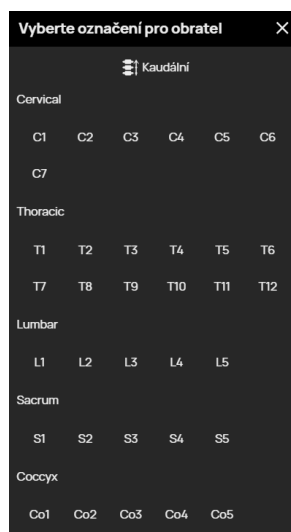 Vyberte označení pro obratel
Kaudální
Cervical
C1 C2 C3 C4 C5 C6
C7
Thoracic
T1 T2 T3 T4 T5 T6
T7 T8 T9 T10 T11 T12
Lumbar
L1 L2 L3 L4 L5
Sacrum
S1 S2 S3 S4 S5
Coccyx
Co1 Co2 Co3 Co4 Co5